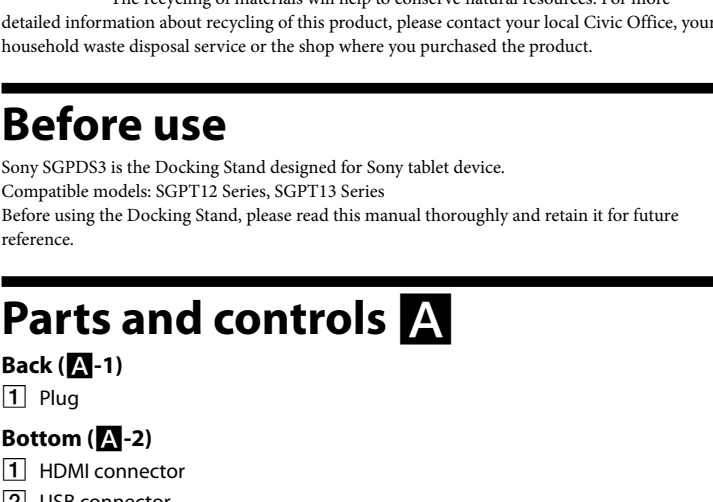 The recycling of materials will help to conserve natural resources. For more
detailed information about recycling of this product, please contact your local Civic Office, your
household waste disposal service or the shop where you purchased the product.
Before use
Sony SGPDS3 is the Docking Stand designed for Sony tablet device.
Compatible models: SGPT12 Series, SGPT13 Series
Before using the Docking Stand, please read this manual thoroughly and retain it for future
reference.
Parts and controls A
Back (A-1)
1 Plug
Bottom (A-2)
1 HDMI connector
2 USB connector